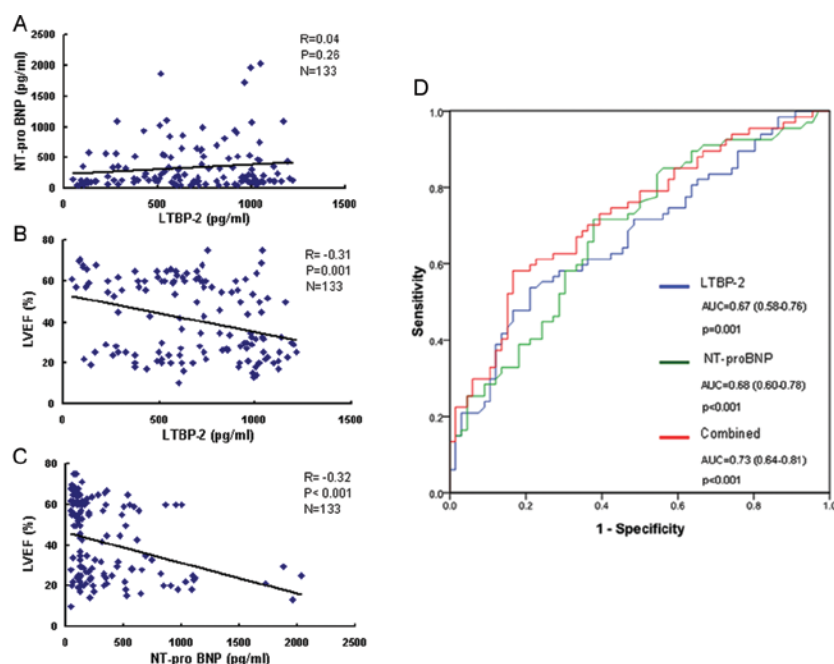 A
2500
2000
1500
1000
500
0
NT-pro BNP (pg/ml)
R=0.04
P=0.26
N=133
0
500
1000
1500
LTBP-2 (pg/ml)
B
80
60
40
20
0
LVEF (%)
R= -0.31
P=0.001
N=133
0
500
1000
1500
LTBP-2 (pg/ml)
C
80
60
40
20
0
LVEF (%)
R= -0.32
P< 0.001
N=133
0
500
1000
1500
2000
2500
NT-pro BNP (pg/ml)
D
1.0
0.8
0.6
0.4
0.2
0.0
Sensitivity
LTBP-2
AUC=0.67 (0.58-0.76)
p=0.001
NT-proBNP
AUC=0.68 (0.60-0.78)
p<0.001
Combined
AUC=0.73 (0.64-0.81)
p<0.001
0.0
0.2
0.4
0.6
0.8
1.0
1 - Specificity